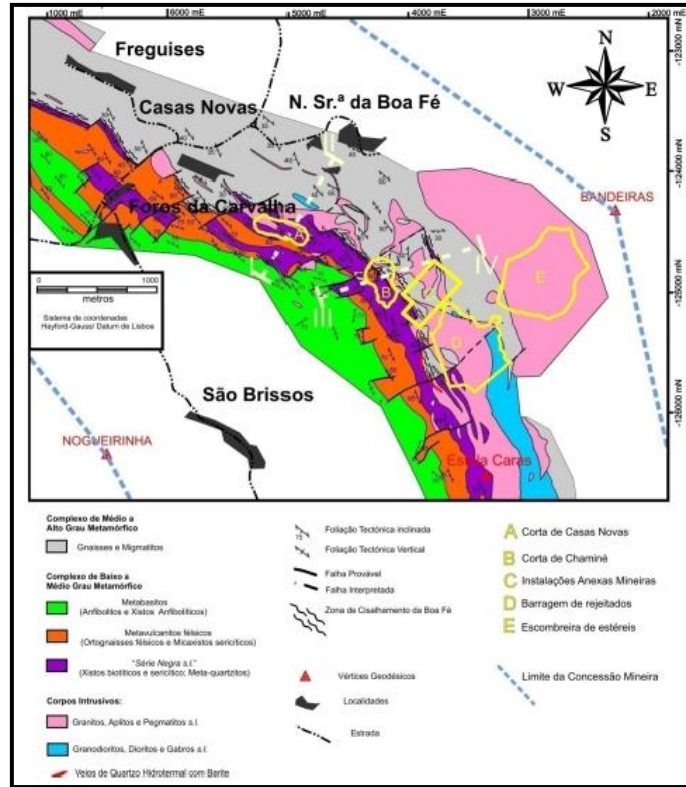 1000 mE
6000 mE
5000 mE
4000 mE
3000 mE
2000 mE
-123000 mN
-124000 mN
-125000 mN
-126000 mN
Freguises
Casas Novas
N. Sr.ª da Boa Fé
N
W E
S
BANDEIRAS
Foros da Carvalha
A
B
D
E
I
II
III
IV
0 1000
metros
Sistema de coordenadas
Hayford-Gauss/ Datum de Lisboa
São Brissos
NOGUEIRINHA
Caras
Complexo de Médio a
Alto Grau Metamórfico
Gnaisses e Migmatitos
Complexo de Baixo a
Médio Grau Metamórfico
Metabasitos
(Anfibolitos e Xistos Anfibolíticos)
Metavulcanitos félsicos
(Ortognaisses félsicos e Micaxistos sericíticos)
"Série Negra s.l."
(Xistos biotíticos e sericítico; Meta-quartzitos)
Corpos Intrusivos:
Granitos, Aplitos e Pegmatitos s.l.
Granodioritos, Dioritos e Gabros s.l.
Veios de Quartzo Hidrotermal com Barite
15 Foliação Tectónica inclinada
Foliação Tectónica Vertical
Falha Provável
Falha Interpretada
Zona de Cisalhamento da Boa Fé
Vértices Geodésicos
Localidades
Estrada
A Corta de Casas Novas
B Corta de Chaminé
C Instalações Anexas Mineiras
D Barragem de rejeitados
E Escombreira de estéreis
Limite da Concessão Mineira